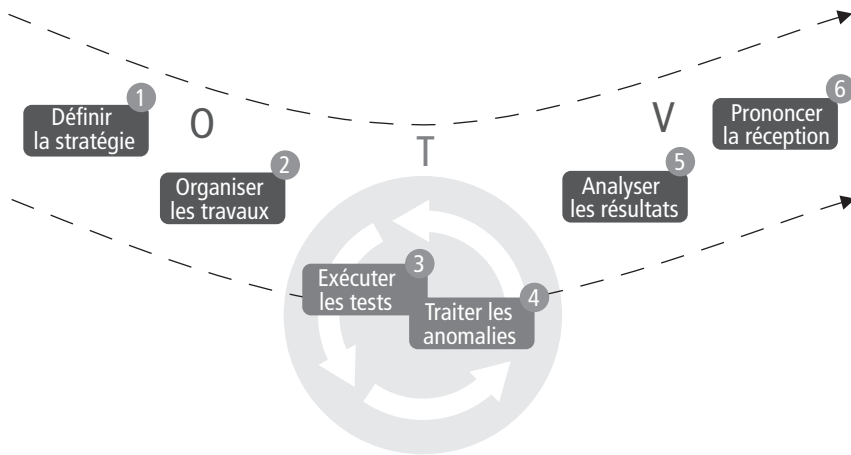 1
Définir
la stratégie
O
2
Organiser
les travaux
T
3
Exécuter
les tests
4
Traiter les
anomalies
V
5
Analyser
les résultats
6
Prononcer
la réception